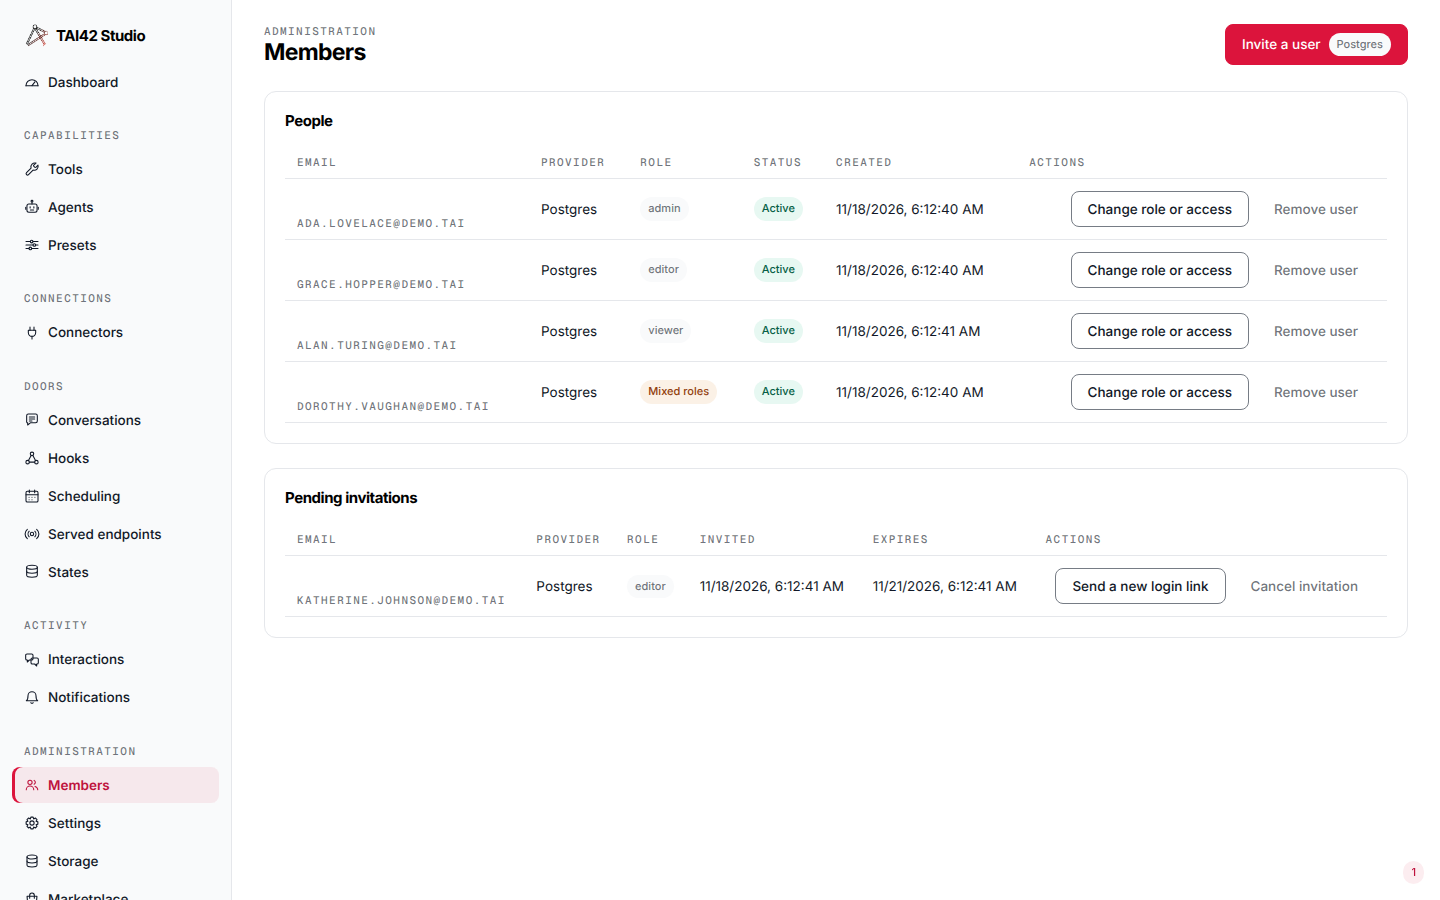 TAI42 Studio
Dashboard
CAPABILITIES
Tools
Agents
Presets
CONNECTIONS
Connectors
DOORS
Conversations
Hooks
Scheduling
Served endpoints
States
ACTIVITY
Interactions
Notifications
ADMINISTRATION
Members
Settings
Storage
Marketplace
ADMINISTRATION
Members
Invite a user Postgres
People
EMAIL PROVIDER ROLE STATUS CREATED ACTIONS
ADA.LOVELACE@DEMO.TAI Postgres admin Active 11/18/2026, 6:12:40 AM Change role or access Remove user
GRACE.HOPPER@DEMO.TAI Postgres editor Active 11/18/2026, 6:12:40 AM Change role or access Remove user
ALAN.TURING@DEMO.TAI Postgres viewer Active 11/18/2026, 6:12:41 AM Change role or access Remove user
DOROTHY.VAUGHAN@DEMO.TAI Postgres Mixed roles Active 11/18/2026, 6:12:40 AM Change role or access Remove user
Pending invitations
EMAIL PROVIDER ROLE INVITED EXPIRES ACTIONS
KATHERINE.JOHNSON@DEMO.TAI Postgres editor 11/18/2026, 6:12:41 AM 11/21/2026, 6:12:41 AM Send a new login link Cancel invitation
1